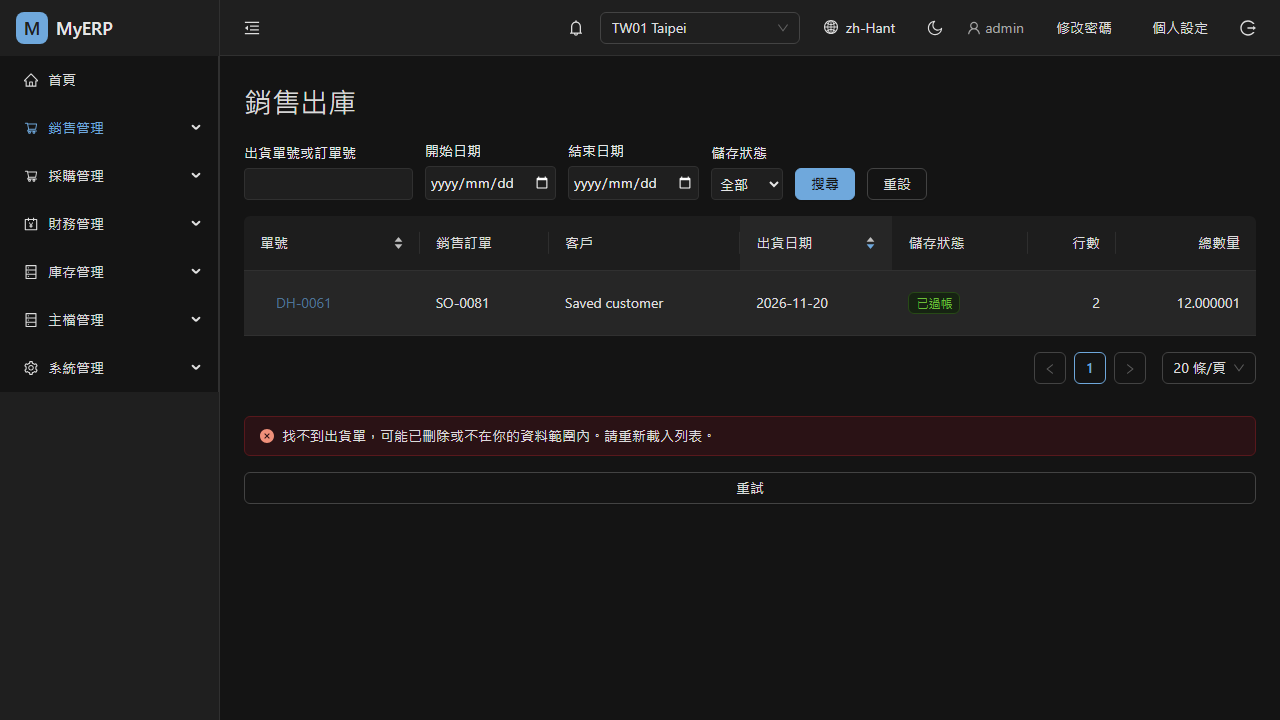 M MyERP
TW01 Taipei
zh-Hant
admin
修改密碼
個人設定
首頁
銷售管理
採購管理
財務管理
庫存管理
主檔管理
系統管理
銷售出庫
出貨單號或訂單號
開始日期
結束日期
儲存狀態
yyyy/mm/dd
yyyy/mm/dd
全部
搜尋
重設
單號 銷售訂單 客戶 出貨日期 儲存狀態 行數 總數量
DH-0061 SO-0081 Saved customer 2026-11-20 已過帳 2 12.000001
< 1 > 20 條/頁
找不到出貨單，可能已刪除或不在你的資料範圍內。請重新載入列表。
重試